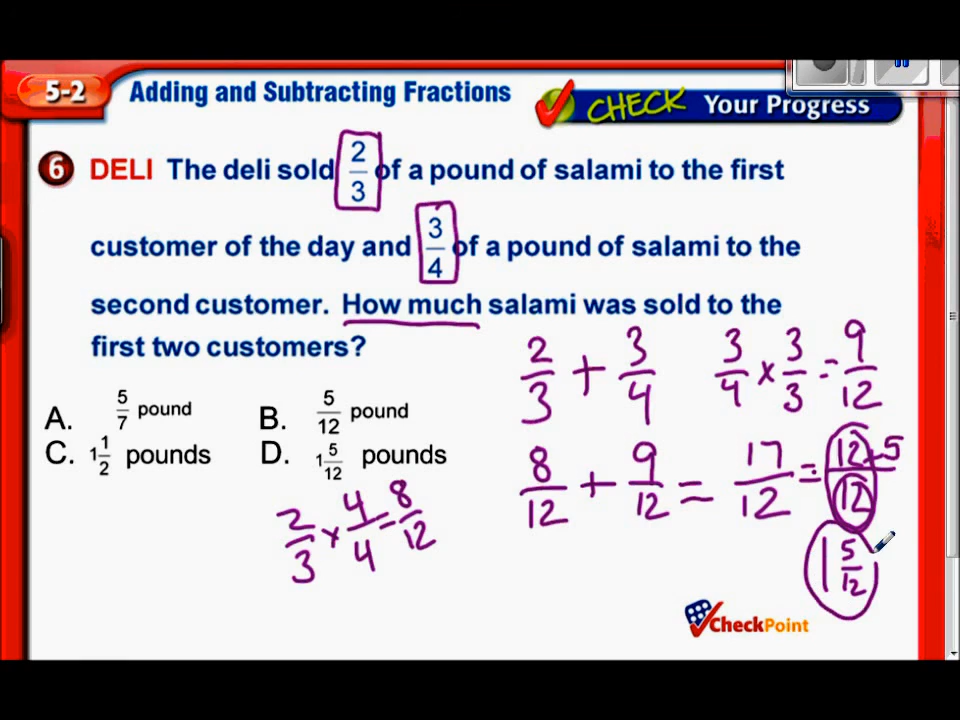 5-2 Adding and Subtracting Fractions
CHECK Your Progress
6 DELI The deli sold 2/3 of a pound of salami to the first
customer of the day and 3/4 of a pound of salami to the
second customer. How much salami was sold to the
first two customers?
A. 5/7 pound B. 5/12 pound
C. 1 1/2 pounds D. 1 5/12 pounds
2/3 × 4/4 = 8/12
2/3 + 3/4
3/4 × 3/3 = 9/12
8/12 + 9/12 = 17/12 = 12+5/12
1 5/12
CheckPoint